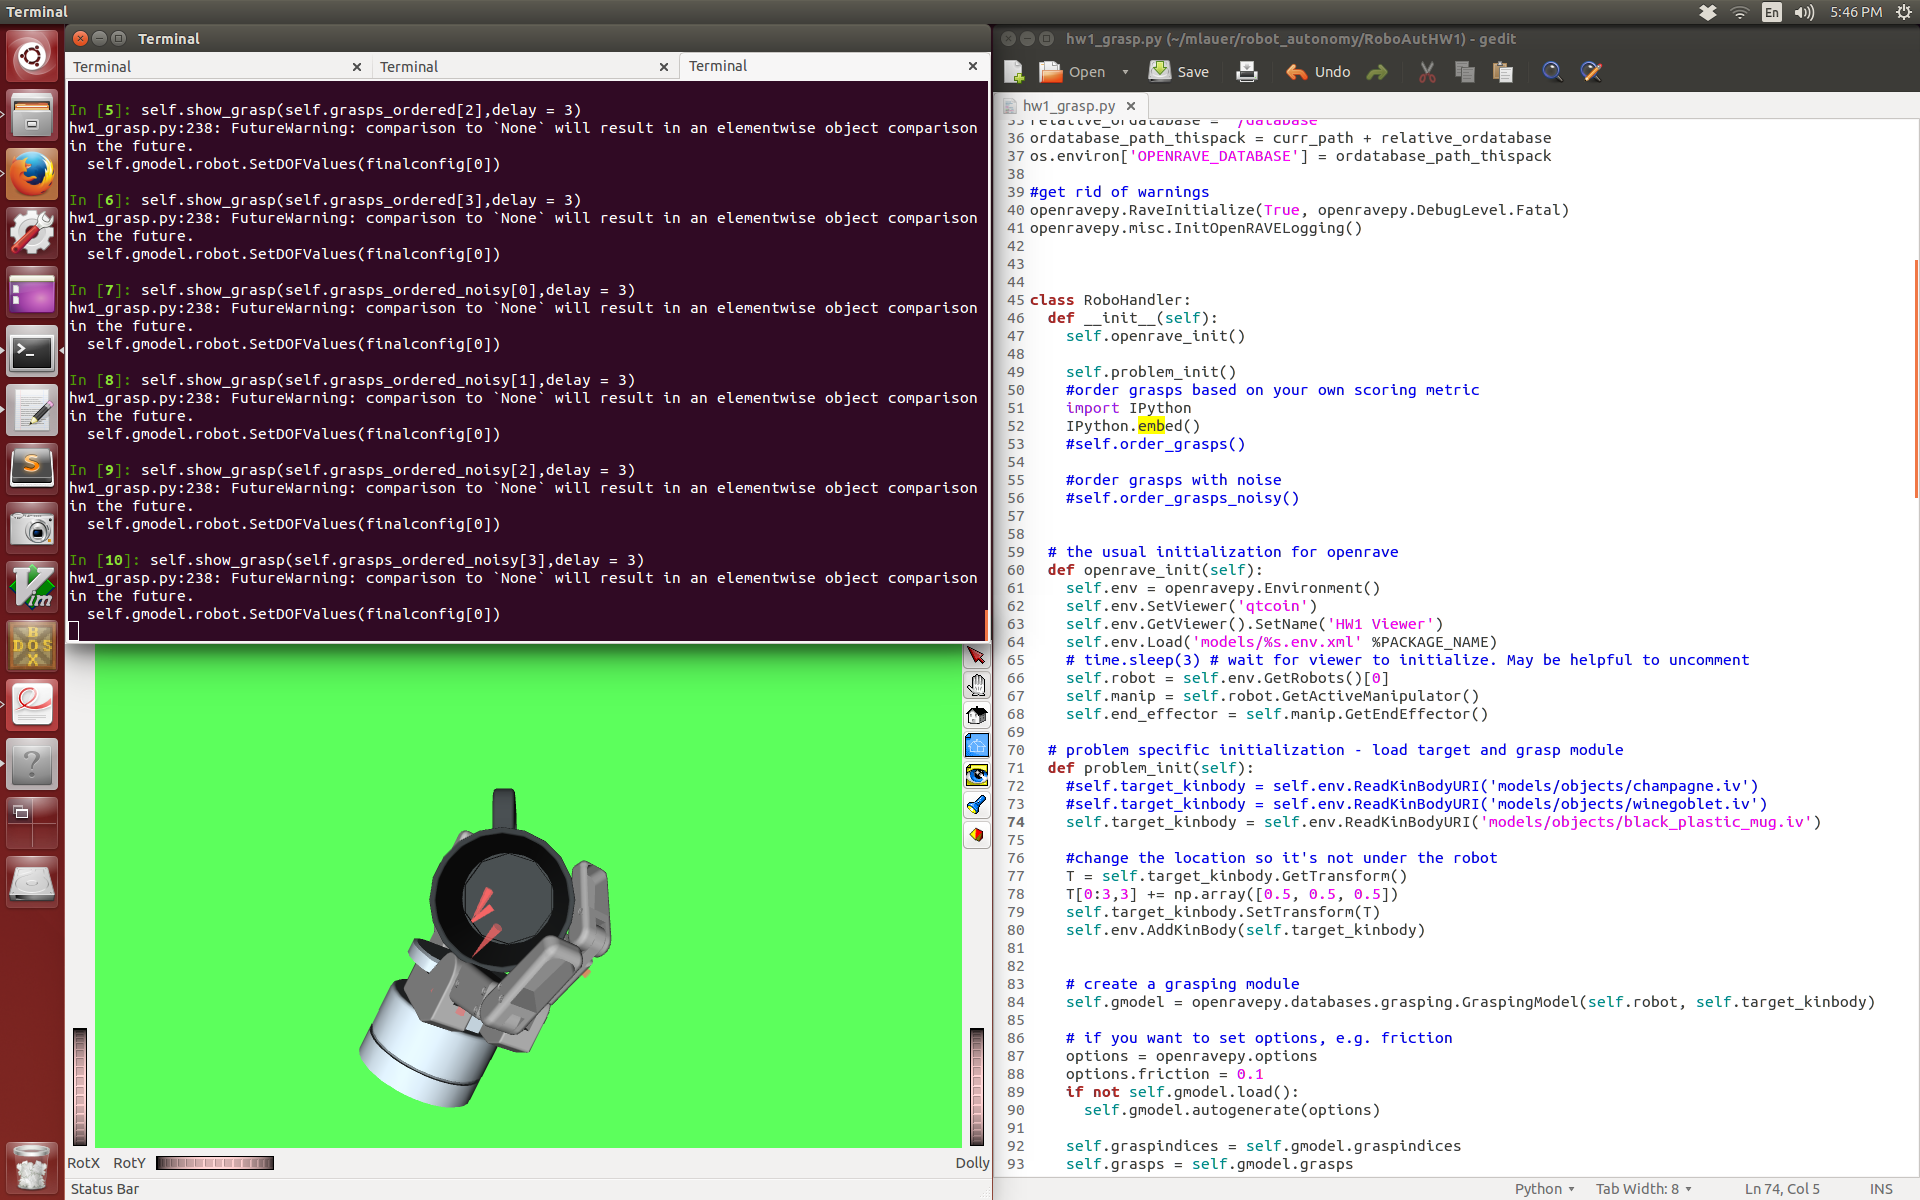 Terminal
En
5:46 PM
Terminal
Terminal
Terminal
Terminal
In [5]: self.show_grasp(self.grasps_ordered[2],delay = 3)
hw1_grasp.py:238: FutureWarning: comparison to `None` will result in an elementwise object comparison
in the future.
  self.gmodel.robot.SetDOFValues(finalconfig[0])
In [6]: self.show_grasp(self.grasps_ordered[3],delay = 3)
hw1_grasp.py:238: FutureWarning: comparison to `None` will result in an elementwise object comparison
in the future.
  self.gmodel.robot.SetDOFValues(finalconfig[0])
In [7]: self.show_grasp(self.grasps_ordered_noisy[0],delay = 3)
hw1_grasp.py:238: FutureWarning: comparison to `None` will result in an elementwise object comparison
in the future.
  self.gmodel.robot.SetDOFValues(finalconfig[0])
In [8]: self.show_grasp(self.grasps_ordered_noisy[1],delay = 3)
hw1_grasp.py:238: FutureWarning: comparison to `None` will result in an elementwise object comparison
in the future.
  self.gmodel.robot.SetDOFValues(finalconfig[0])
In [9]: self.show_grasp(self.grasps_ordered_noisy[2],delay = 3)
hw1_grasp.py:238: FutureWarning: comparison to `None` will result in an elementwise object comparison
in the future.
  self.gmodel.robot.SetDOFValues(finalconfig[0])
In [10]: self.show_grasp(self.grasps_ordered_noisy[3],delay = 3)
hw1_grasp.py:238: FutureWarning: comparison to `None` will result in an elementwise object comparison
in the future.
  self.gmodel.robot.SetDOFValues(finalconfig[0])
RotX RotY
Dolly
Status Bar
hw1_grasp.py (~/mlauer/robot_autonomy/RoboAutHW1) - gedit
Open Save Undo
hw1_grasp.py
35 relative_ordatabase = '/database'
36 ordatabase_path_thispack = curr_path + relative_ordatabase
37 os.environ['OPENRAVE_DATABASE'] = ordatabase_path_thispack
38
39 #get rid of warnings
40 openravepy.RaveInitialize(True, openravepy.DebugLevel.Fatal)
41 openravepy.misc.InitOpenRAVELogging()
42
43
44
45 class RoboHandler:
46   def __init__(self):
47     self.openrave_init()
48
49     self.problem_init()
50     #order grasps based on your own scoring metric
51     import IPython
52     IPython.embed()
53     #self.order_grasps()
54
55     #order grasps with noise
56     #self.order_grasps_noisy()
57
58
59   # the usual initialization for openrave
60   def openrave_init(self):
61     self.env = openravepy.Environment()
62     self.env.SetViewer('qtcoin')
63     self.env.GetViewer().SetName('HW1 Viewer')
64     self.env.Load('models/%s.env.xml' %PACKAGE_NAME)
65     # time.sleep(3) # wait for viewer to initialize. May be helpful to uncomment
66     self.robot = self.env.GetRobots()[0]
67     self.manip = self.robot.GetActiveManipulator()
68     self.end_effector = self.manip.GetEndEffector()
69
70   # problem specific initialization - load target and grasp module
71   def problem_init(self):
72     #self.target_kinbody = self.env.ReadKinBodyURI('models/objects/champagne.iv')
73     #self.target_kinbody = self.env.ReadKinBodyURI('models/objects/winegoblet.iv')
74     self.target_kinbody = self.env.ReadKinBodyURI('models/objects/black_plastic_mug.iv')
75
76     #change the location so it's not under the robot
77     T = self.target_kinbody.GetTransform()
78     T[0:3,3] += np.array([0.5, 0.5, 0.5])
79     self.target_kinbody.SetTransform(T)
80     self.env.AddKinBody(self.target_kinbody)
81
82
83     # create a grasping module
84     self.gmodel = openravepy.databases.grasping.GraspingModel(self.robot, self.target_kinbody)
85
86     # if you want to set options, e.g. friction
87     options = openravepy.options
88     options.friction = 0.1
89     if not self.gmodel.load():
90       self.gmodel.autogenerate(options)
91
92     self.graspindices = self.gmodel.graspindices
93     self.grasps = self.gmodel.grasps
Python Tab Width: 8 Ln 74, Col 5 INS